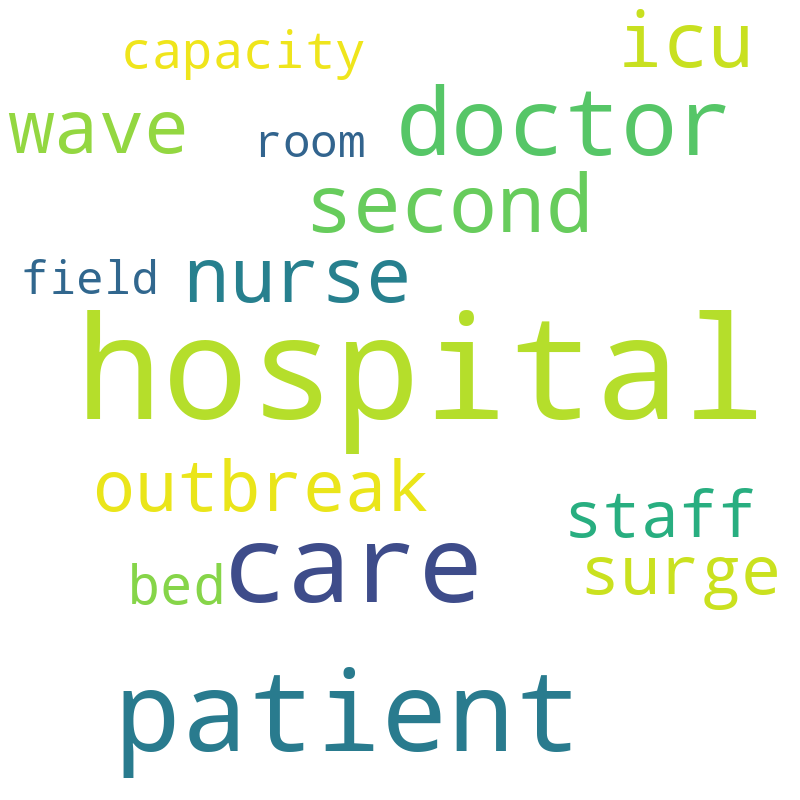 capacity icu
wave room doctor
second
field nurse
hospital
outbreak staff
bed care surge
patient